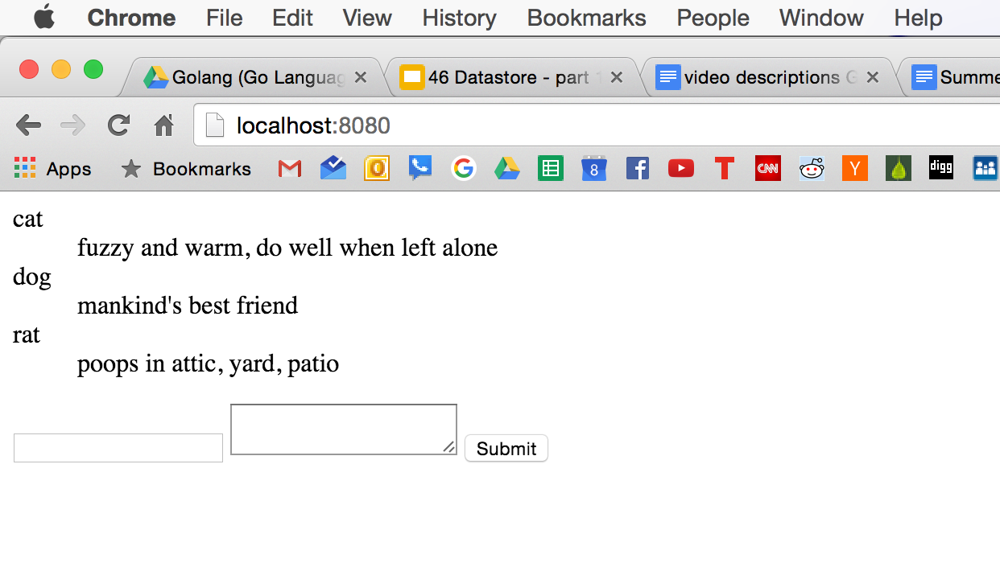 Chrome File Edit View History Bookmarks People Window Help
Golang (Go Languag 46 Datastore - part 1 video descriptions G Summe
localhost:8080
Apps Bookmarks 8 CNN Y digg
cat
fuzzy and warm, do well when left alone
dog
mankind's best friend
rat
poops in attic, yard, patio
Submit